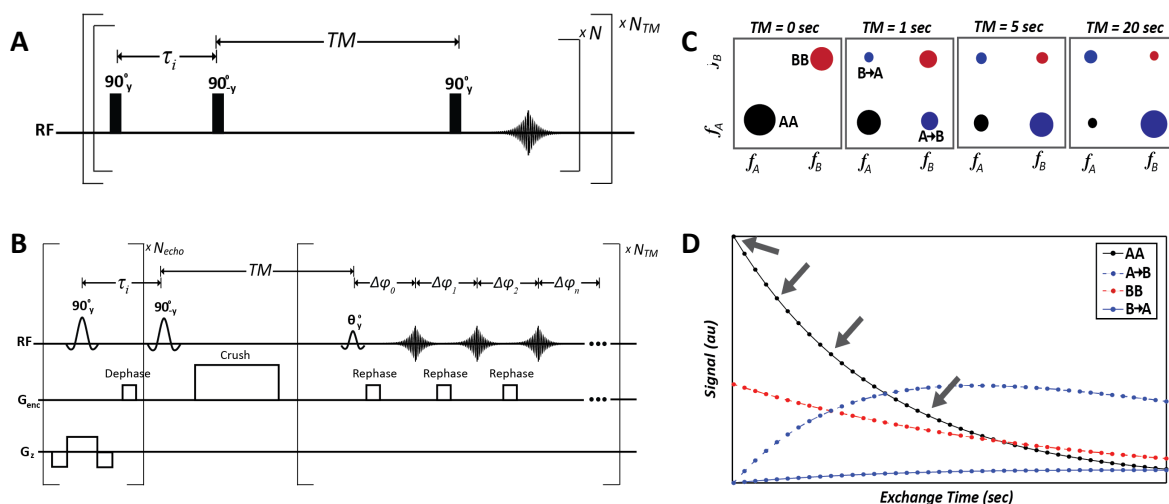 A
τi
TM
x N
x NTM
90°y
90°-y
90°y
RF
B
x Necho
x NTM
τi
TM
Δφ0
Δφ1
Δφ2
Δφn
90°y
90°-y
θ°y
RF
Crush
Dephase
Rephase
Rephase
Rephase
Genc
Gz
C
TM = 0 sec
TM = 1 sec
TM = 5 sec
TM = 20 sec
BB
B→A
AA
A→B
fA
fA
fB
fA
fB
fA
fB
fA
fB
D
AA
A→B
BB
B→A
Signal (au)
Exchange Time (sec)